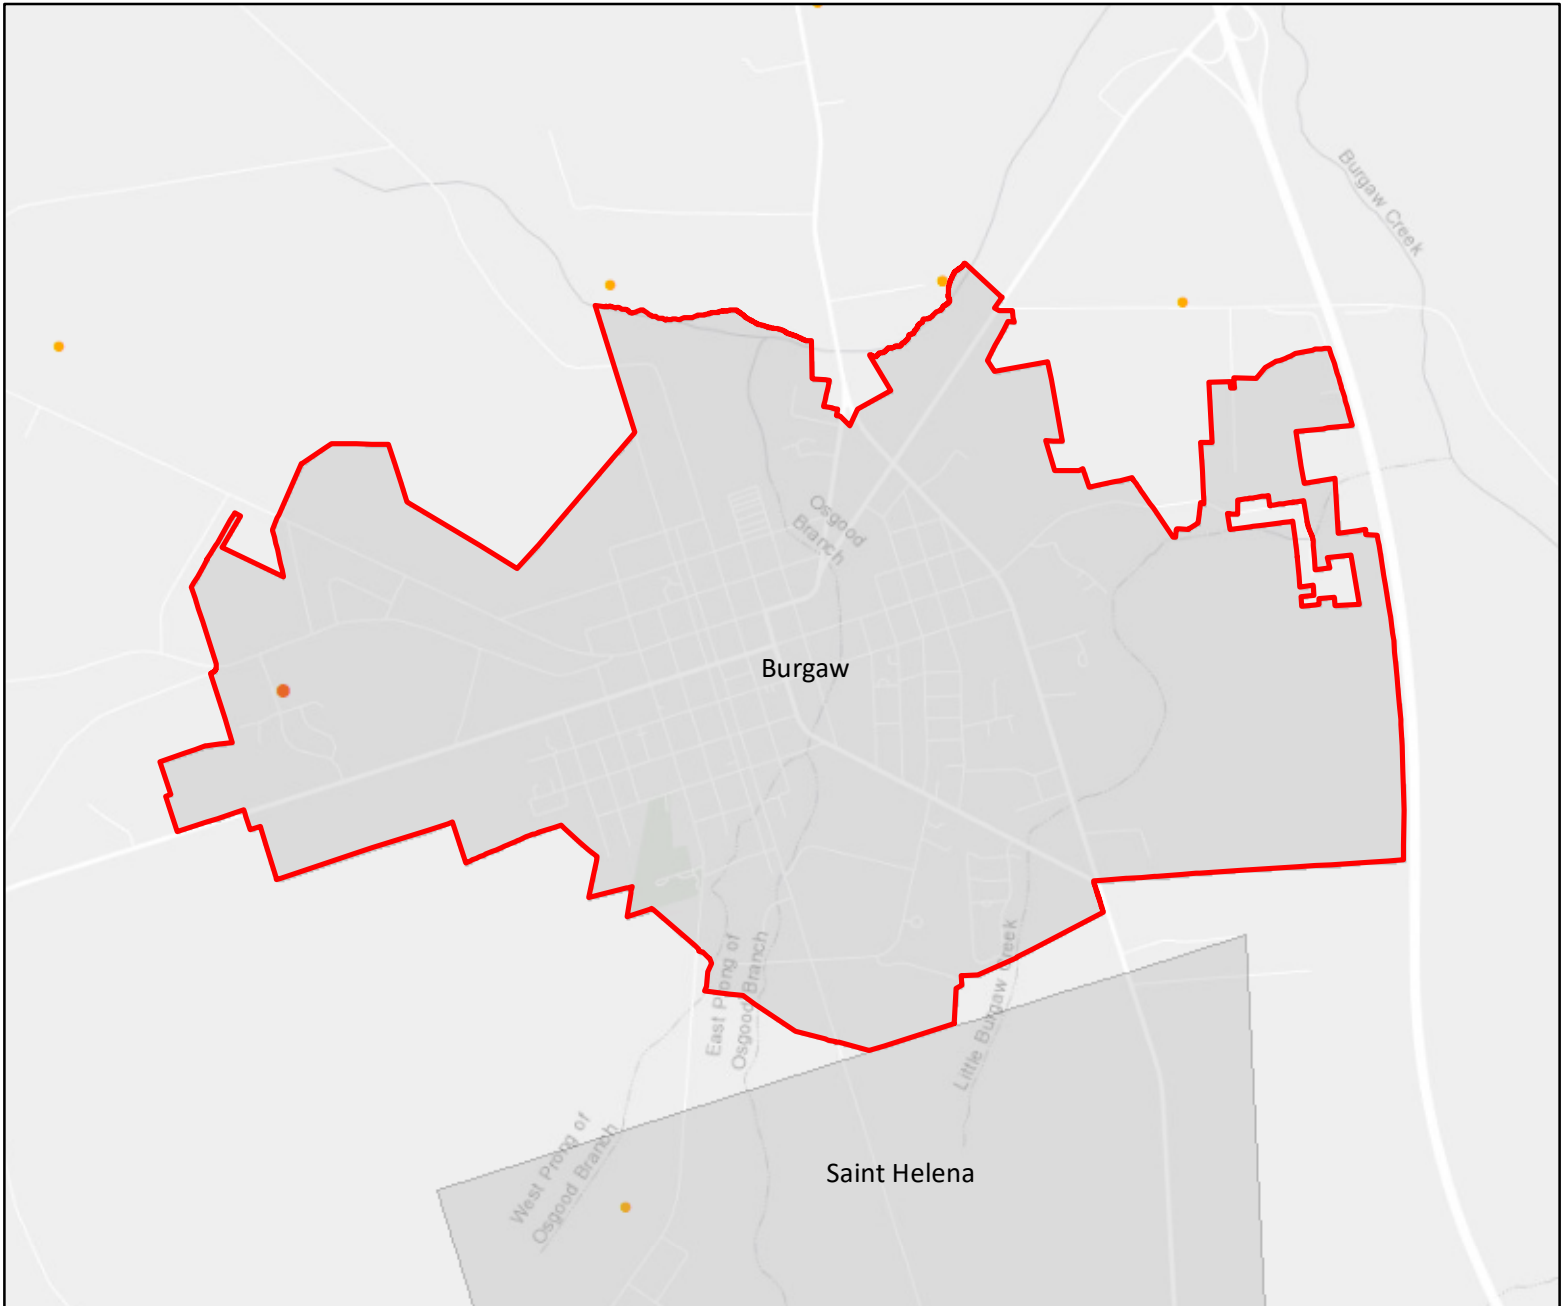 Burgaw Creek
Osgood
Branch
Burgaw
East Prong of
Osgood Branch
Little Burgaw Creek
West Prong of
Osgood Branch
Saint Helena